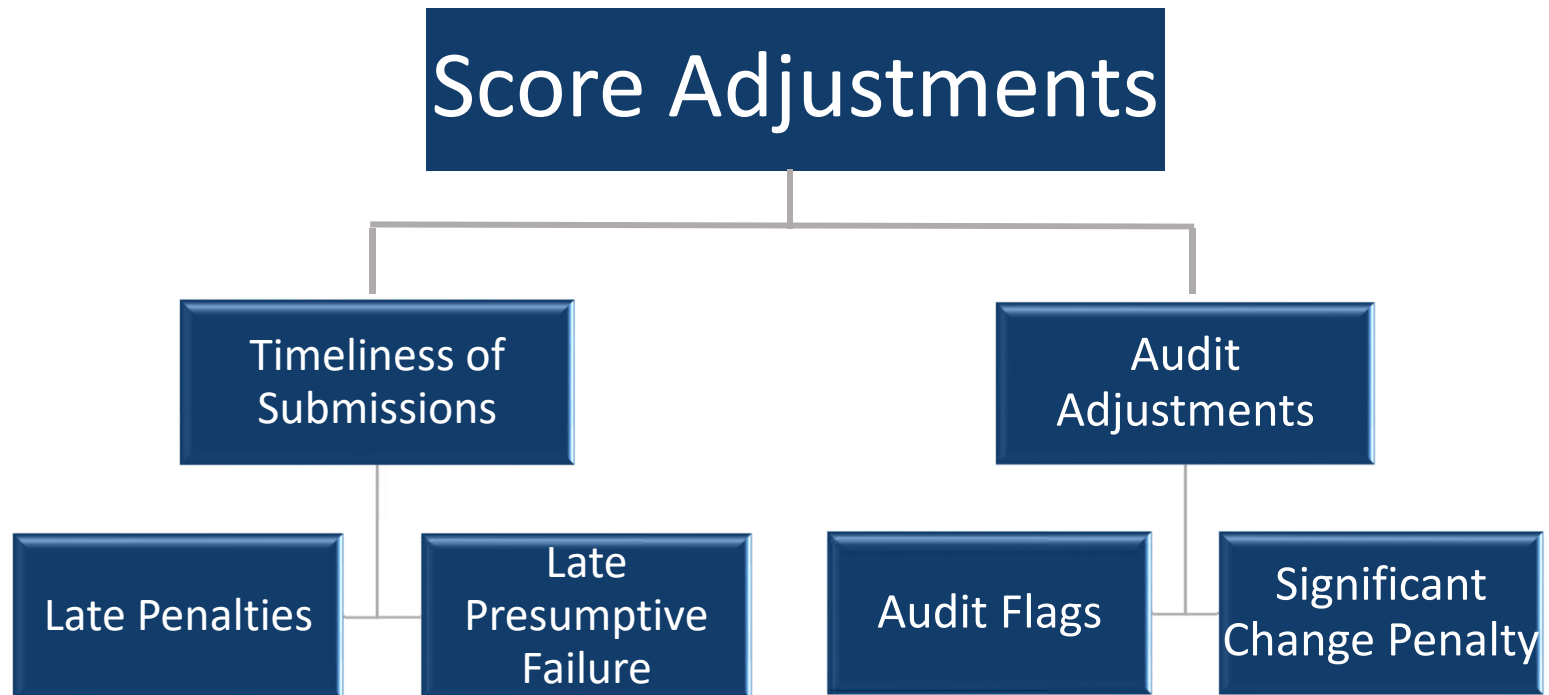 Score Adjustments
Timeliness of
Submissions
Audit
Adjustments
Late Penalties
Late
Presumptive
Failure
Audit Flags
Significant
Change Penalty